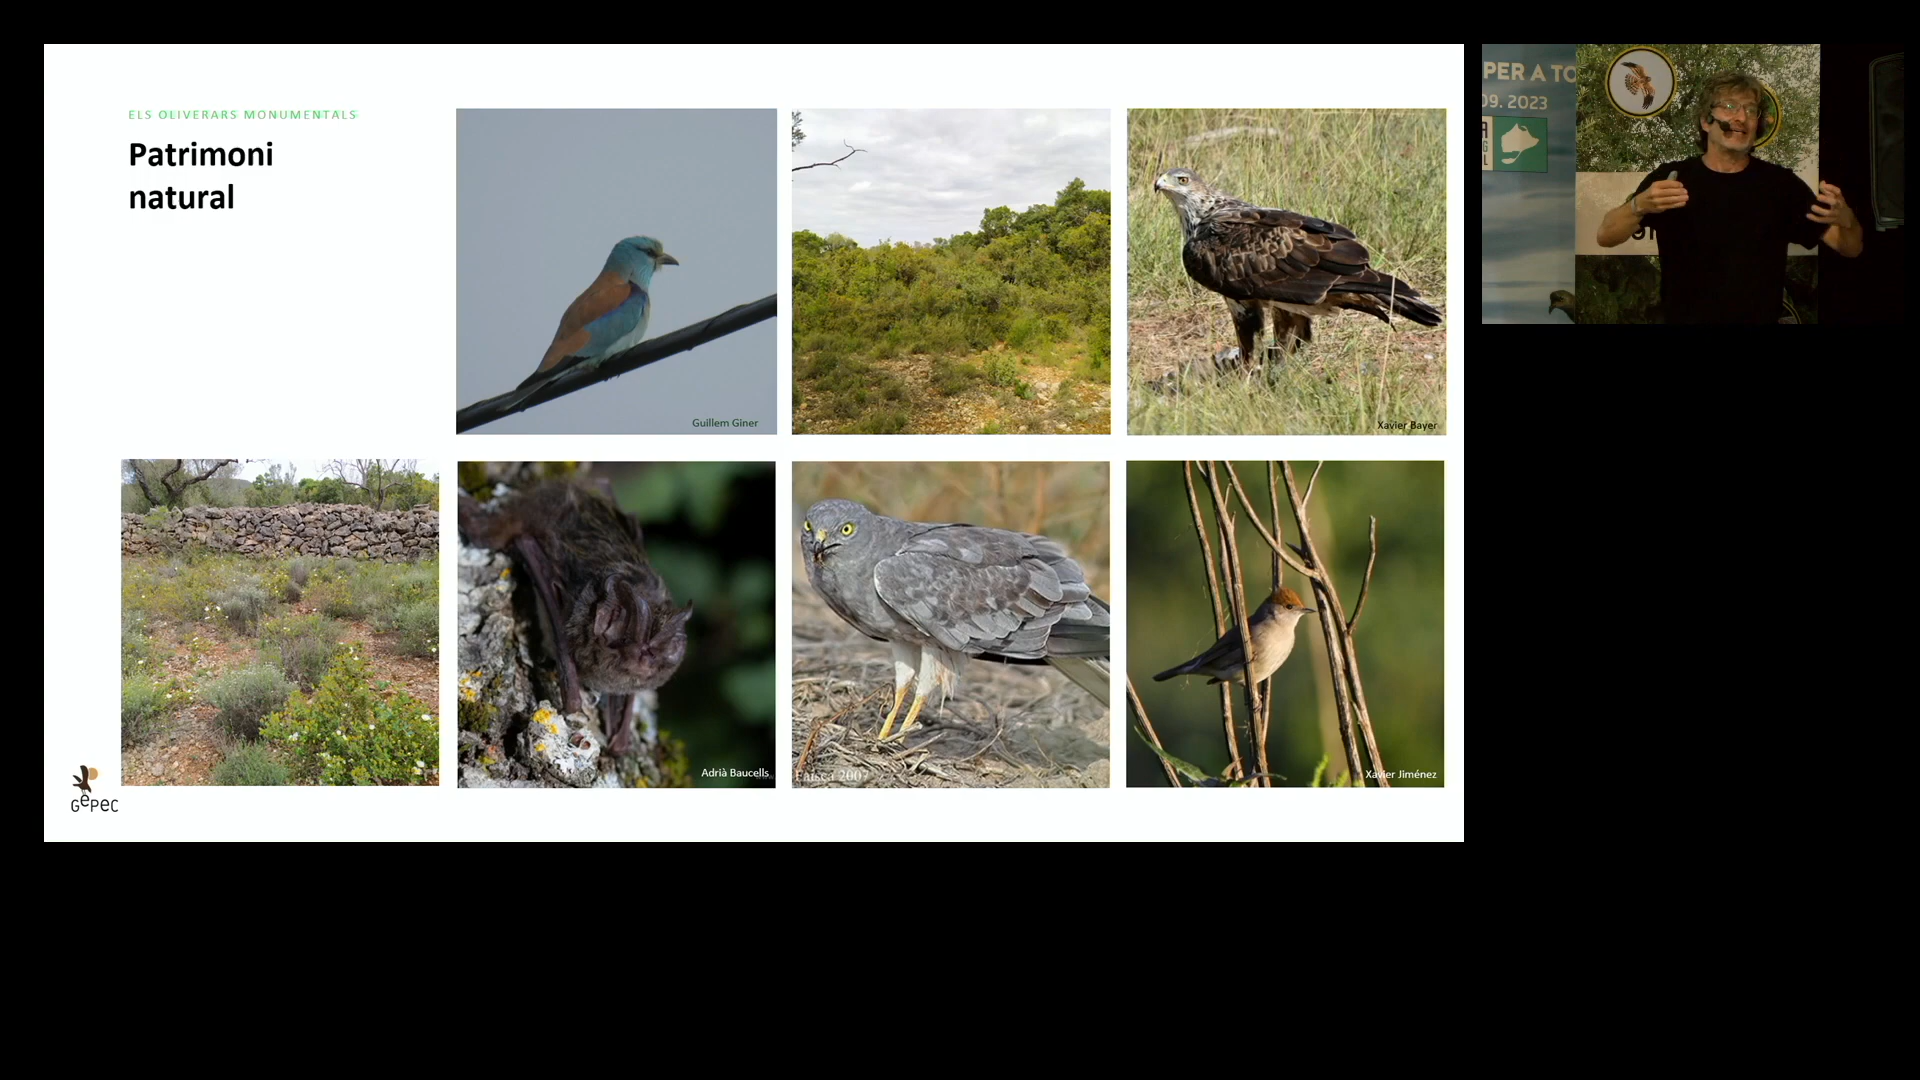 ELS OLIVERARS MONUMENTALS
Patrimoni
natural
Guillem Giner
Xavier Bayer
Adrià Baucells
Faisca 2007
Xavier Jiménez
GEPEC
PER A TO
09. 2023